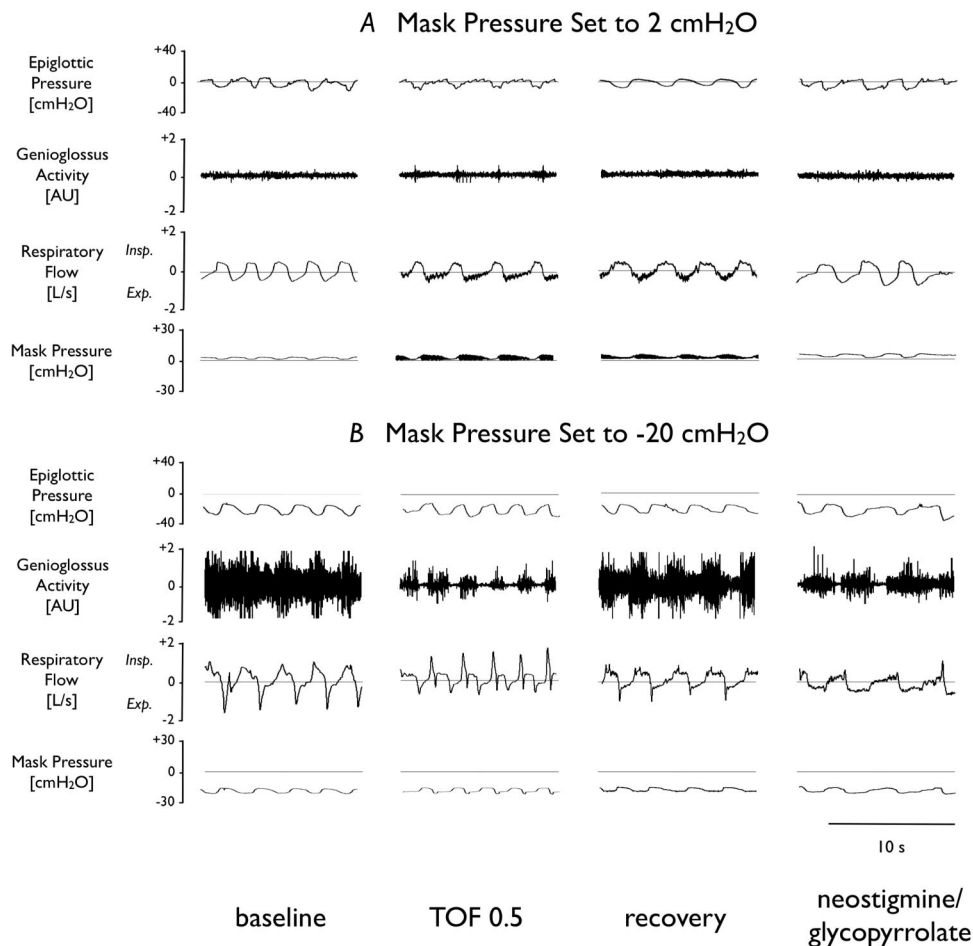 A Mask Pressure Set to 2 cmH₂O
Epiglottic
Pressure
[cmH₂O]
+40
0
-40
Genioglossus
Activity
[AU]
+2
0
-2
Respiratory
Flow
[L/s]
Insp.
Exp.
+2
0
-2
Mask Pressure
[cmH₂O]
+30
0
-30
B Mask Pressure Set to -20 cmH₂O
Epiglottic
Pressure
[cmH₂O]
+40
0
-40
Genioglossus
Activity
[AU]
+2
0
-2
Respiratory
Flow
[L/s]
Insp.
Exp.
+2
0
-2
Mask Pressure
[cmH₂O]
+30
0
-30
10 s
baseline
TOF 0.5
recovery
neostigmine/
glycopyrrolate